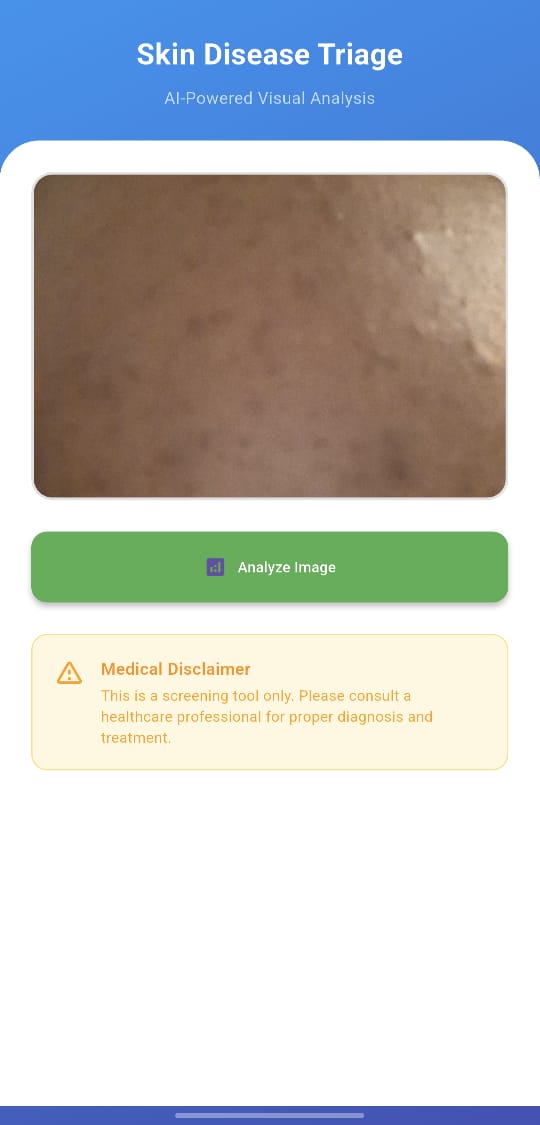 Skin Disease Triage
AI-Powered Visual Analysis
Analyze Image
Medical Disclaimer
This is a screening tool only. Please consult a
healthcare professional for proper diagnosis and
treatment.